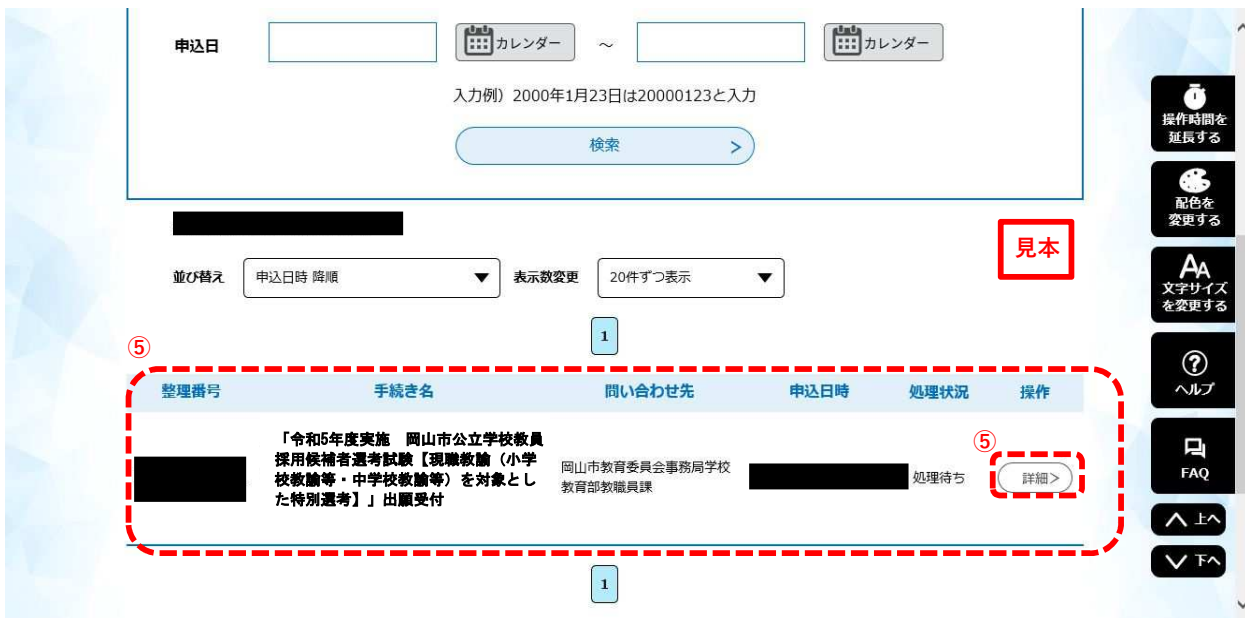 申込日
カレンダー
～
カレンダー
入力例）2000年1月23日は20000123と入力
検索
>
見本
並び替え
申込日時 降順
▼
表示数変更
20件ずつ表示
▼
1
⑤
整理番号
手続き名
問い合わせ先
申込日時
処理状況
操作
「令和5年度実施　岡山市公立学校教員
採用候補者選考試験【現職教諭（小学
校教諭等・中学校教諭等）を対象とし
た特別選考】」出願受付
岡山市教育委員会事務局学校
教育部教職員課
処理待ち
⑤
詳細>
1
操作時間を
延長する
配色を
変更する
AA
文字サイズ
を変更する
?
ヘルプ
FAQ
上へ
下へ